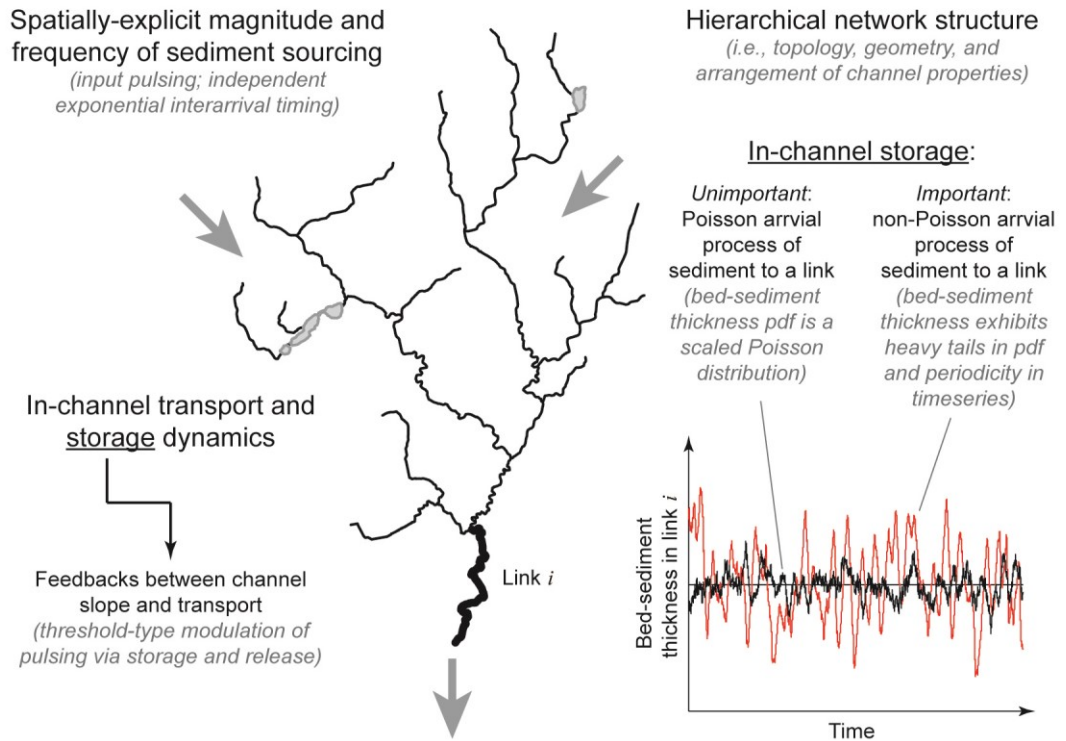 Spatially-explicit magnitude and
frequency of sediment sourcing
(input pulsing; independent
exponential interarrival timing)
Hierarchical network structure
(i.e., topology, geometry, and
arrangement of channel properties)
In-channel storage:
Unimportant:
Poisson arrvial
process of
sediment to a link
(bed-sediment
thickness pdf is a
scaled Poisson
distribution)
Important:
non-Poisson arrvial
process of
sediment to a link
(bed-sediment
thickness exhibits
heavy tails in pdf
and periodicity in
timeseries)
In-channel transport and
storage dynamics
Feedbacks between channel
slope and transport
(threshold-type modulation of
pulsing via storage and release)
Link i
Bed-sediment
thickness in link i
Time